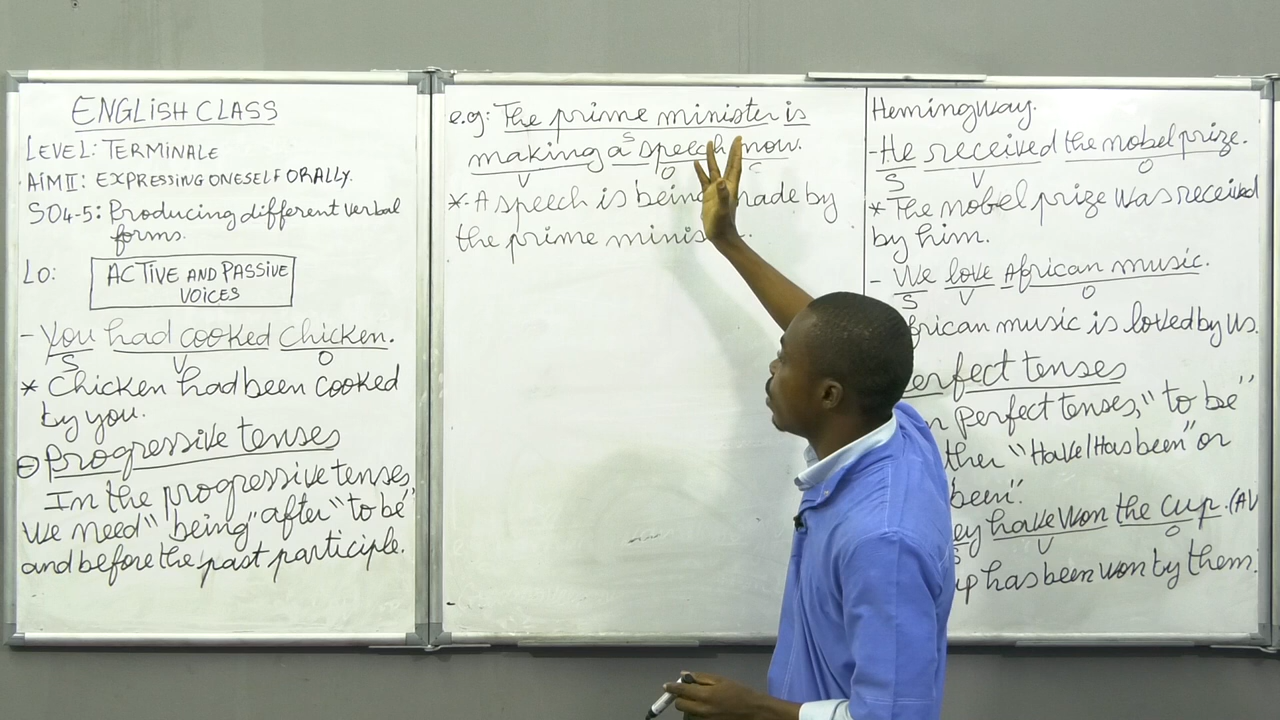 ENGLISH CLASS
LEVEL: TERMINALE
AIM II: EXPRESSING ONESELF ORALLY.
SO4-5: Producing different verbal
forms.
LO: ACTIVE AND PASSIVE
VOICES
- You had cooked chicken.
S V O
* Chicken had been cooked
by you.
Progressive tenses
In the progressive tenses,
we need "being" after "to be"
and before the past participle.
e.g: The prime minister is
S
making a speech now.
V O C
*- A speech is being made by
the prime
Hemingway.
- He received the nobel prize.
S V O
* The nobel prize was received
by him.
- We love African music.
S V O
African music is loved by us.
Perfect tenses
Perfect tenses, "to be"
"Have/Has been" or
been".
have won the cup. (AV
S V O
has been won by them.